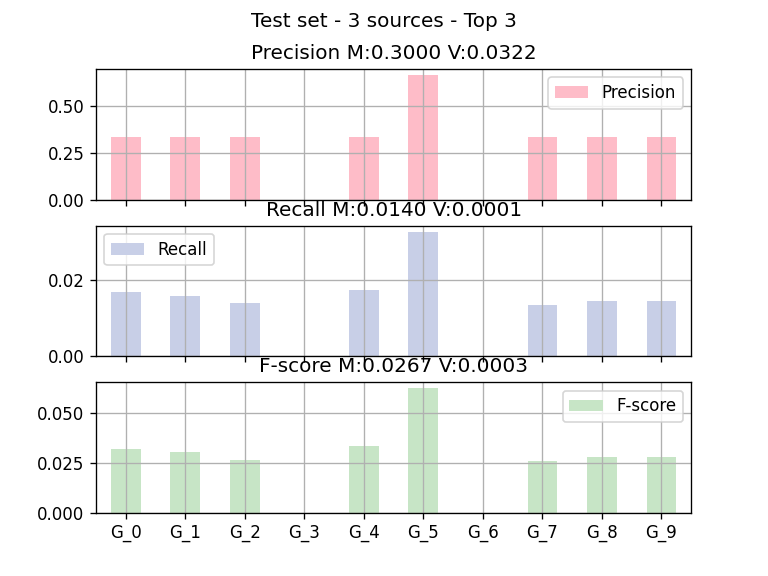 Test set - 3 sources - Top 3
Precision M:0.3000 V:0.0322
0.50
0.25
0.00
Precision
Recall M:0.0140 V:0.0001
0.02
0.00
Recall
F-score M:0.0267 V:0.0003
0.050
0.025
0.000
F-score
G_0 G_1 G_2 G_3 G_4 G_5 G_6 G_7 G_8 G_9